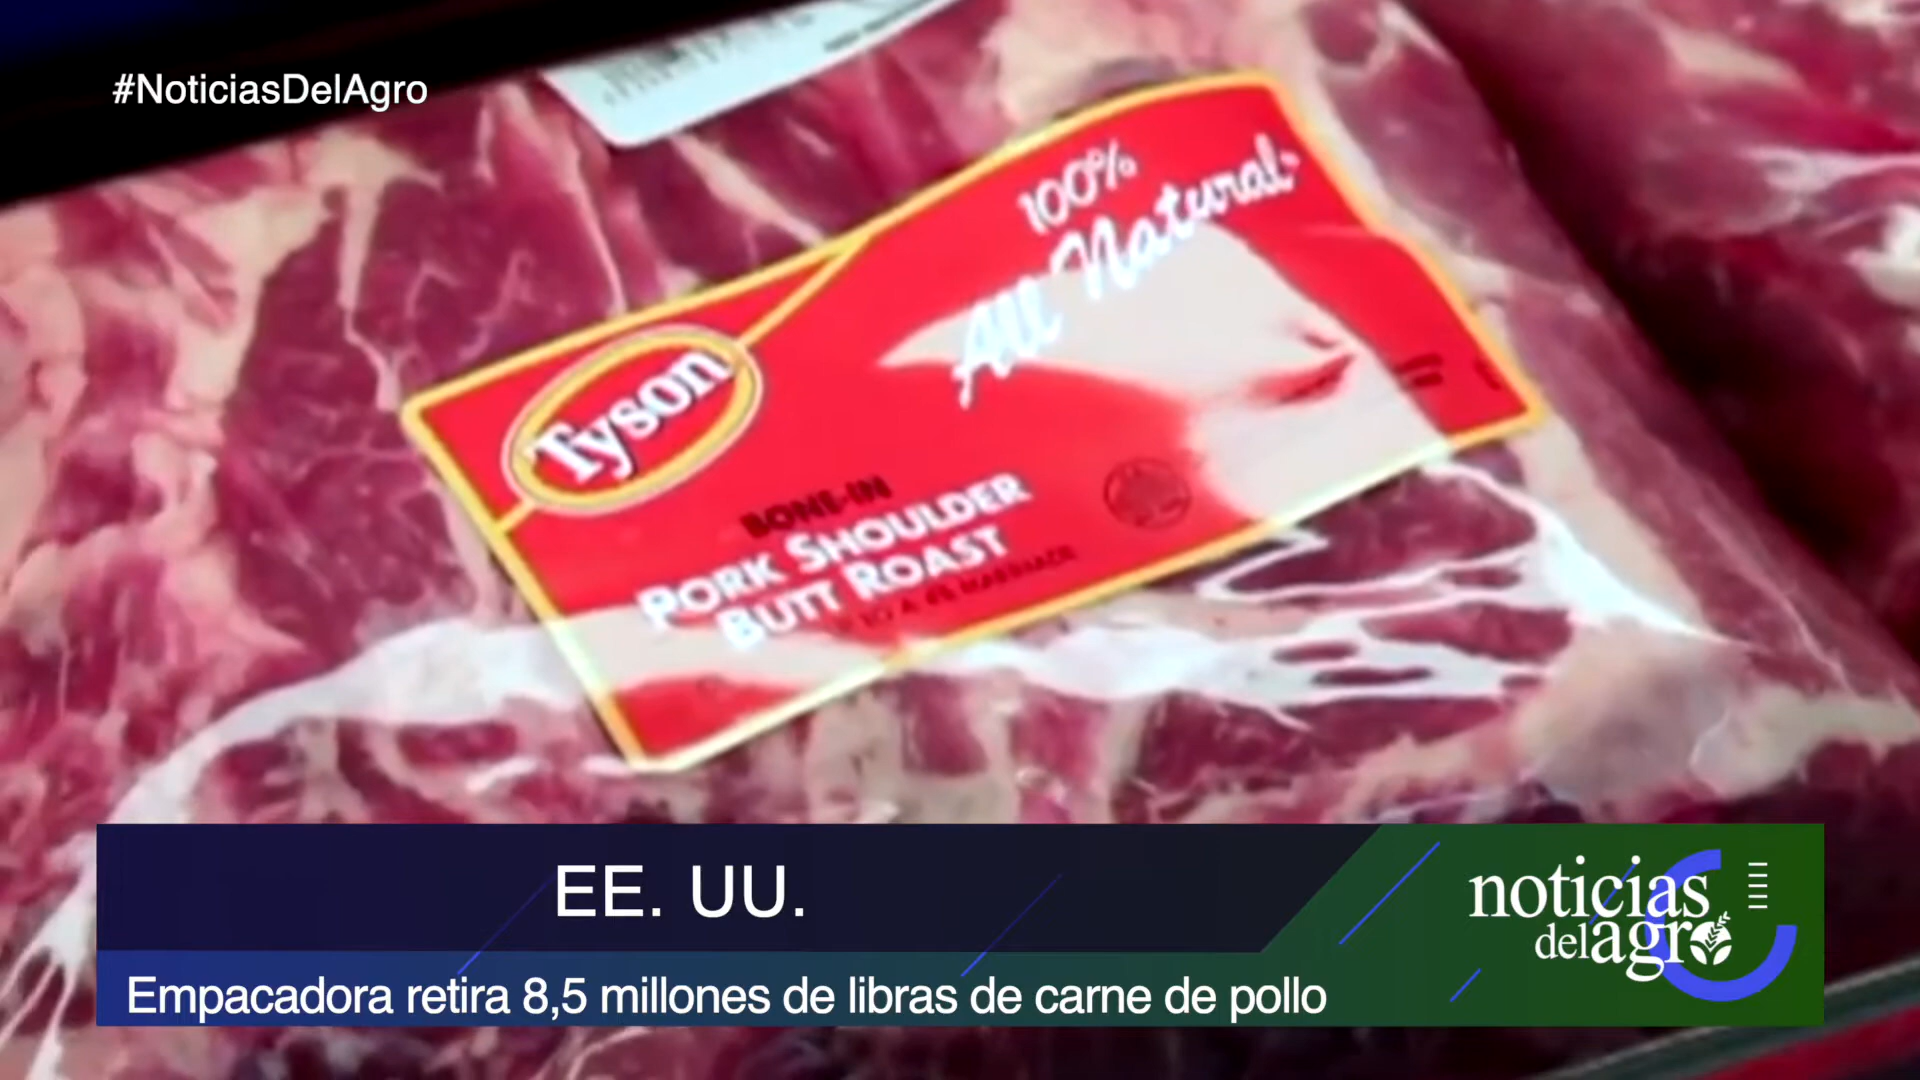 #NoticiasDelAgro
100%
All Natural
Tyson
BONE-IN
PORK SHOULDER
BUTT ROAST
EE. UU.
Empacadora retira 8,5 millones de libras de carne de pollo
noticias
delagro